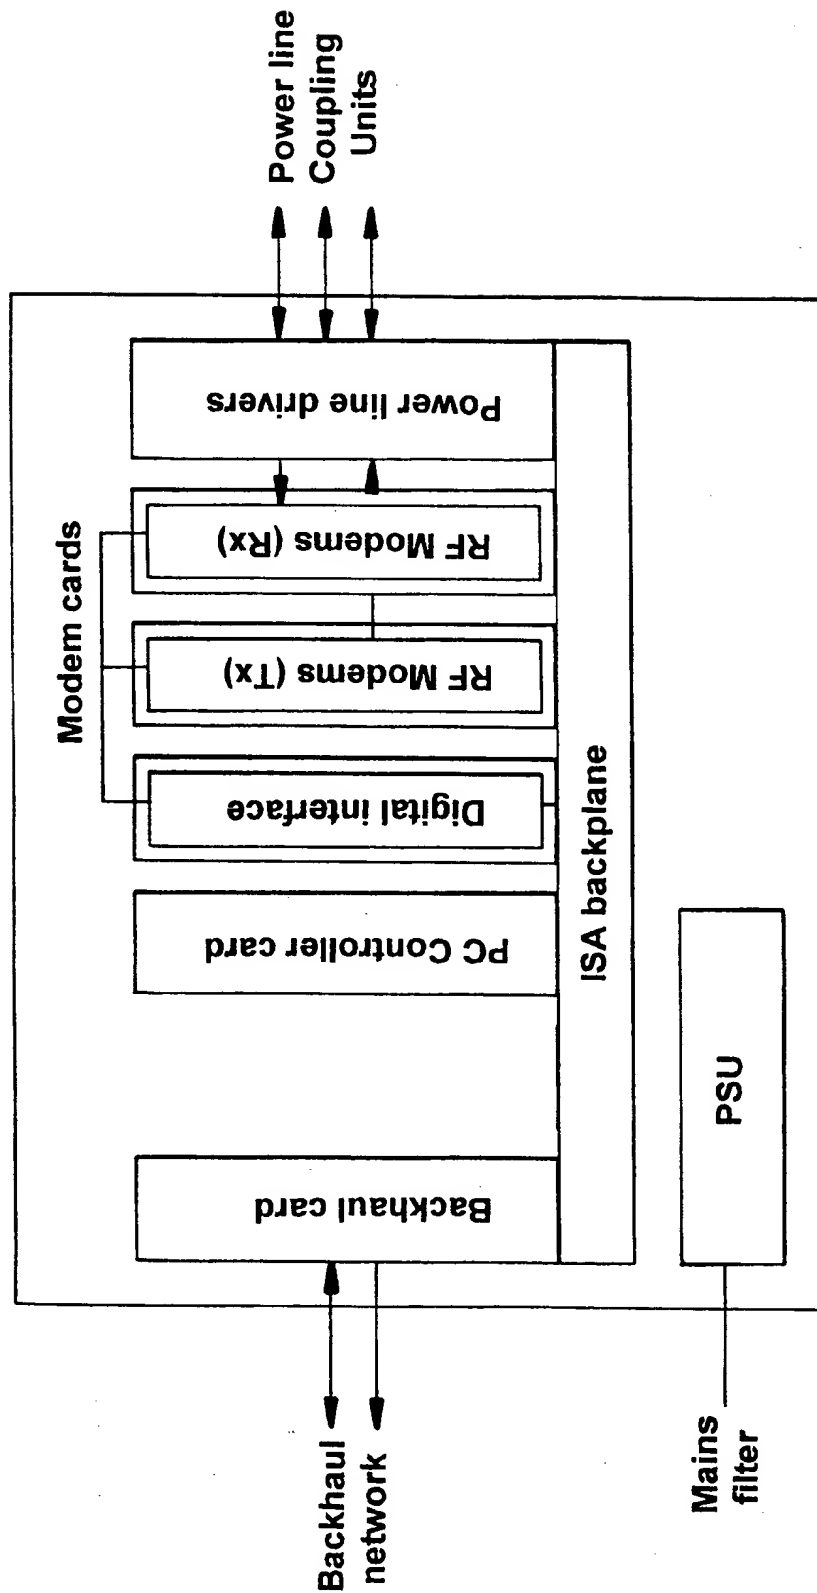 Power line
Coupling
Units
Modem cards
Backhaul card
PC Controller card
Digital interface
RF Modems (Tx)
RF Modems (Rx)
Power line drivers
ISA backplane
PSU
Backhaul
network
Mains
filter